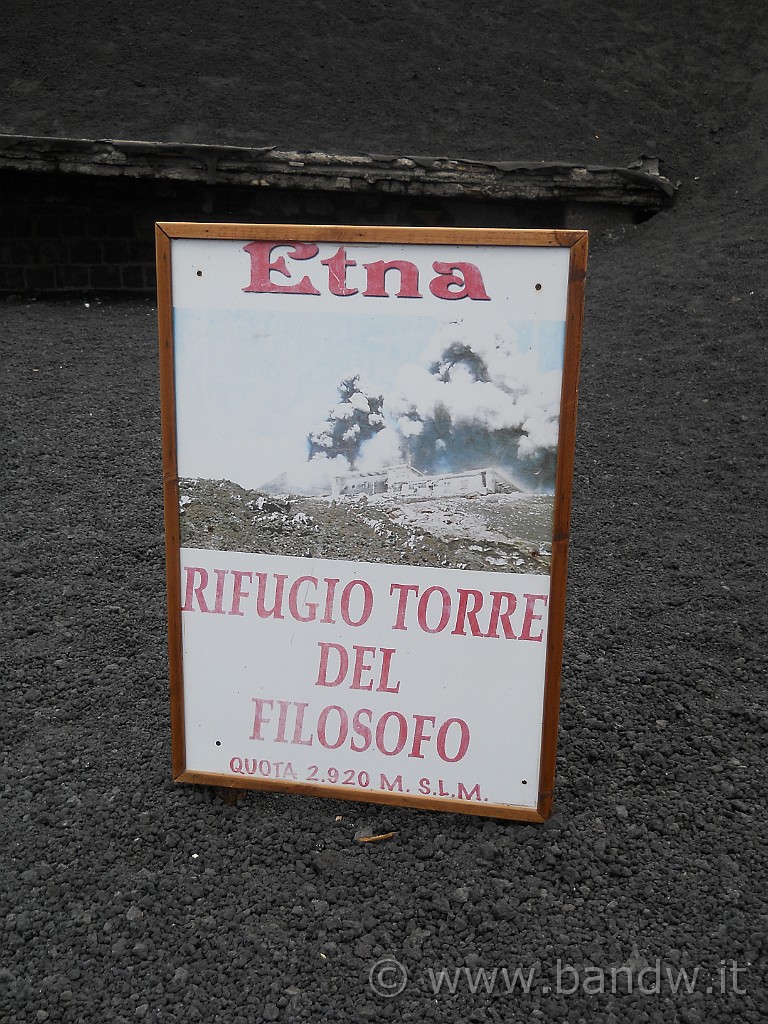 Etna
RIFUGIO TORRE
DEL
FILOSOFO
QUOTA 2.920 M. S.L.M.
© www.bandw.it